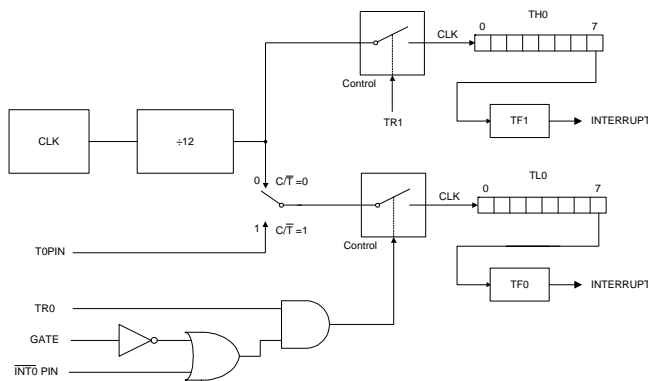 0 7 TH0
CLK
Control
TR1
TF1 INTERRUPT
CLK ÷12
0 C/T̅=0
1 C/T̅=1
T0PIN
CLK
Control
0 7 TL0
TF0 INTERRUPT
TR0
GATE
I̅N̅T̅0̅ PIN